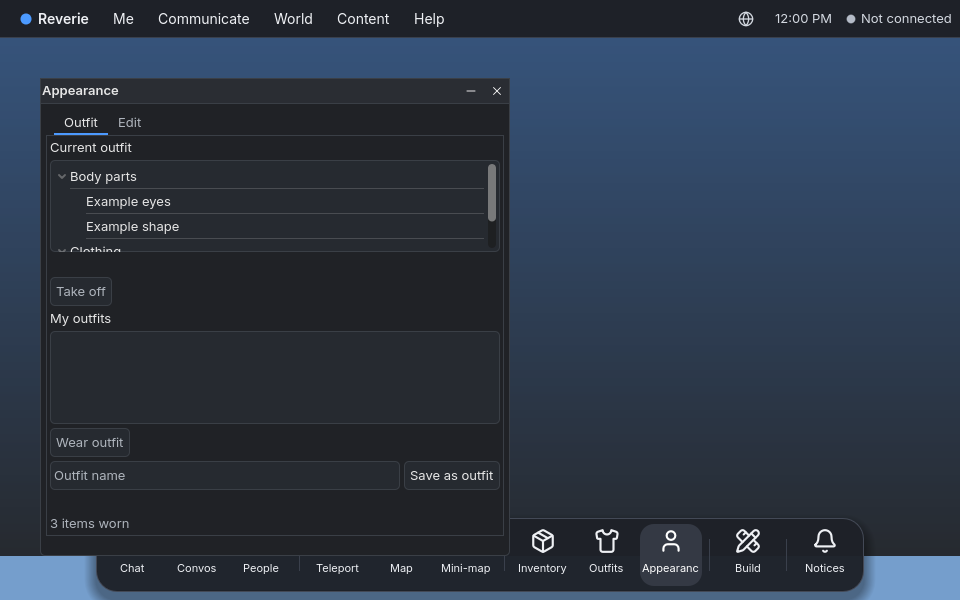 Reverie Me Communicate World Content Help 12:00 PM Not connected
Appearance
Outfit Edit
Current outfit
Body parts
Example eyes
Example shape
Clothing
Take off
My outfits
Wear outfit
Outfit name Save as outfit
3 items worn
Chat Convos People Teleport Map Mini-map Inventory Outfits Appearanc Build Notices